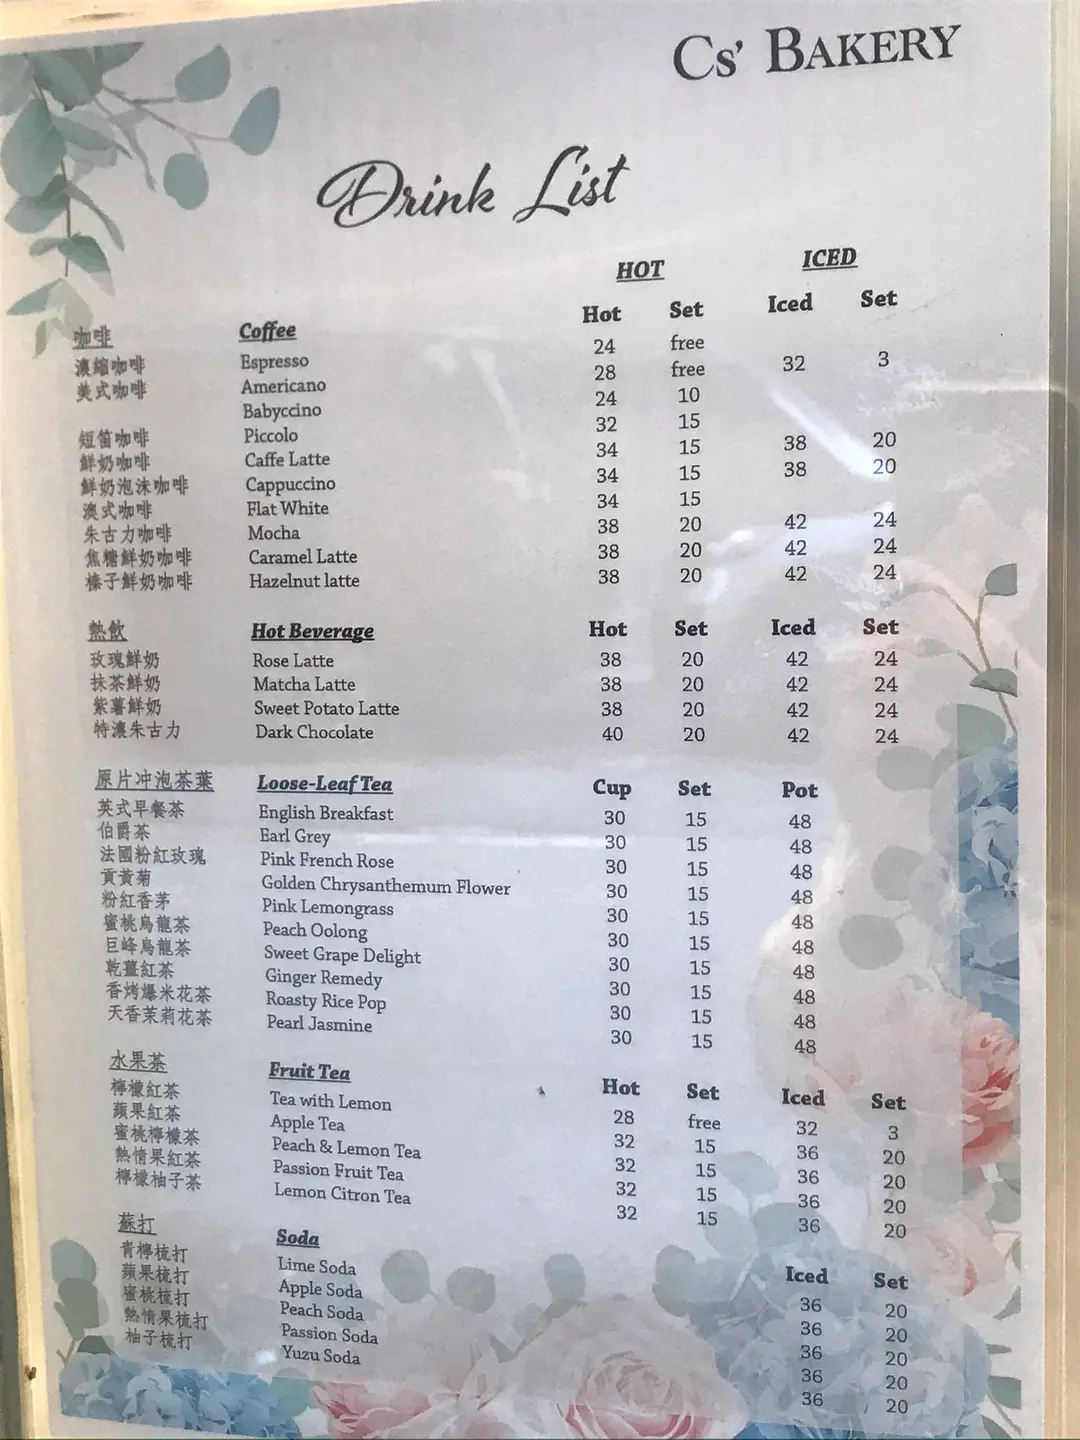 Cs' BAKERY
Drink List
HOT ICED
Hot Set Iced Set
咖啡 Coffee
濃縮咖啡 Espresso 24 free
美式咖啡 Americano 28 free 32 3
Babyccino 24 10
短笛咖啡 Piccolo 32 15
鮮奶咖啡 Caffe Latte 34 15 38 20
鮮奶泡沫咖啡 Cappuccino 34 15 38 20
澳式咖啡 Flat White 34 15
朱古力咖啡 Mocha 38 20 42 24
焦糖鮮奶咖啡 Caramel Latte 38 20 42 24
榛子鮮奶咖啡 Hazelnut latte 38 20 42 24
熱飲 Hot Beverage Hot Set Iced Set
玫瑰鮮奶 Rose Latte 38 20 42 24
抹茶鮮奶 Matcha Latte 38 20 42 24
紫薯鮮奶 Sweet Potato Latte 38 20 42 24
特濃朱古力 Dark Chocolate 40 20 42 24
原片冲泡茶葉 Loose-Leaf Tea Cup Set Pot
英式早餐茶 English Breakfast 30 15 48
伯爵茶 Earl Grey 30 15 48
法國粉紅玫瑰 Pink French Rose 30 15 48
貢黃菊 Golden Chrysanthemum Flower 30 15 48
粉紅香茅 Pink Lemongrass 30 15 48
蜜桃烏龍茶 Peach Oolong 30 15 48
巨峰烏龍茶 Sweet Grape Delight 30 15 48
乾薑紅茶 Ginger Remedy 30 15 48
香烤爆米花茶 Roasty Rice Pop 30 15 48
天香茉莉花茶 Pearl Jasmine 30 15 48
水果茶 Fruit Tea Hot Set Iced Set
檸檬紅茶 Tea with Lemon 28 free 32 3
蘋果紅茶 Apple Tea 32 15 36 20
蜜桃檸檬茶 Peach & Lemon Tea 32 15 36 20
熱情果紅茶 Passion Fruit Tea 32 15 36 20
檸檬柚子茶 Lemon Citron Tea 32 15 36 20
蘇打 Soda Iced Set
青檸梳打 Lime Soda 36 20
蘋果梳打 Apple Soda 36 20
蜜桃梳打 Peach Soda 36 20
熱情果梳打 Passion Soda 36 20
柚子梳打 Yuzu Soda 36 20